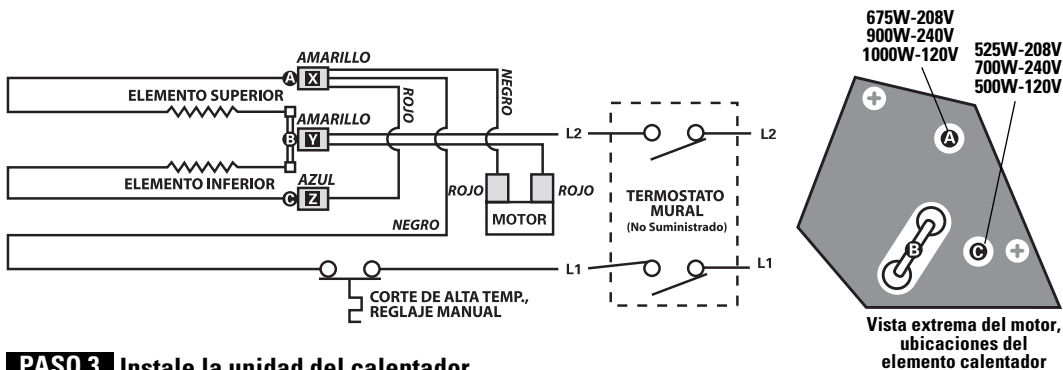 AMARILLO
A X
ELEMENTO SUPERIOR
NEGRO
ROJO
AMARILLO
B Y
L2
L2
ELEMENTO INFERIOR
AZUL
C Z
ROJO
ROJO
MOTOR
NEGRO
TERMOSTATO
MURAL
(No Suministrado)
L1
L1
CORTE DE ALTA TEMP.,
REGLAJE MANUAL
675W-208V
900W-240V
1000W-120V
525W-208V
700W-240V
500W-120V
A
B
C
Vista extrema del motor,
ubicaciones del
elemento calentador
PASO 3 Instale la unidad del calentador